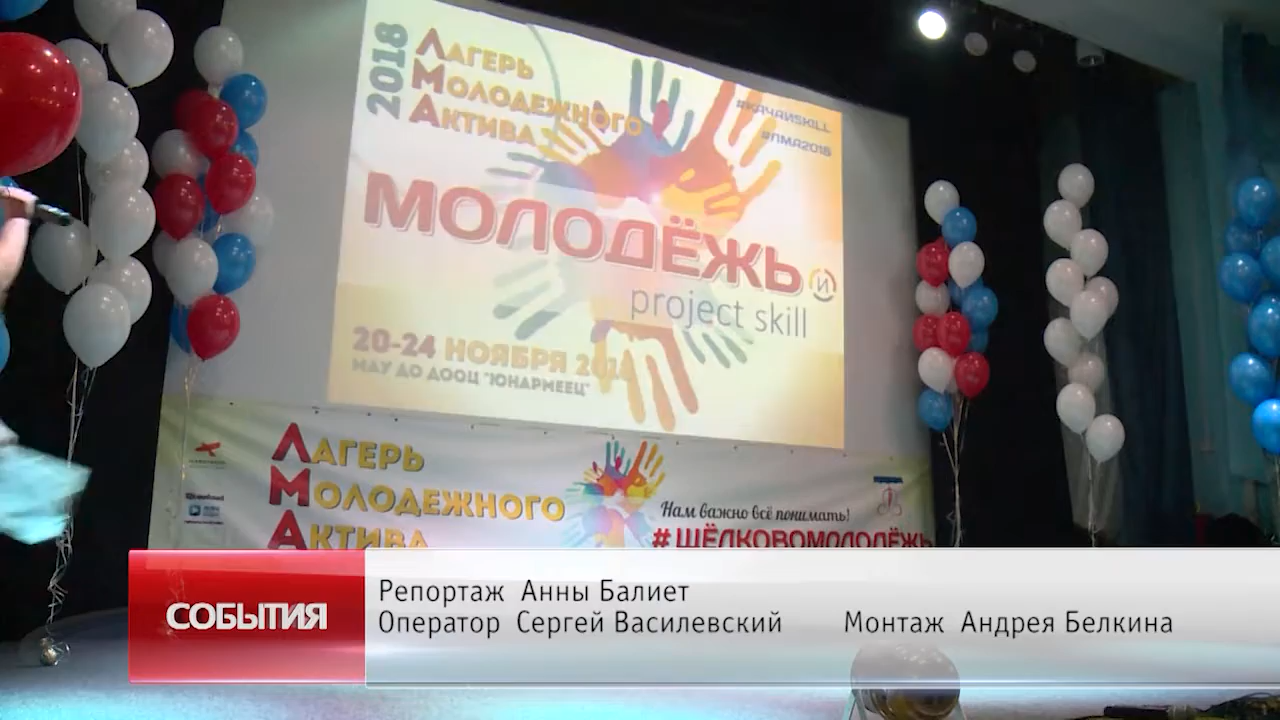 2018
ЛАГЕРЬ
МОЛОДЕЖНОГО
АКТИВА
#КАЧАЙSKILL
#ЛМА2018
МОЛОДЁЖЬ
и
project skill
20-24 НОЯБРЯ 2018
МАУ ДО ДООЦ "ЮНАРМЕЕЦ"
ЛАГЕРЬ
МОЛОДЕЖНОГО
АКТИВА
Нам важно всё понимать!
#ЩЁЛКОВОМОЛОДЁЖЬ
СОБЫТИЯ
Репортаж Анны Балиет
Оператор Сергей Василевский Монтаж Андрея Белкина